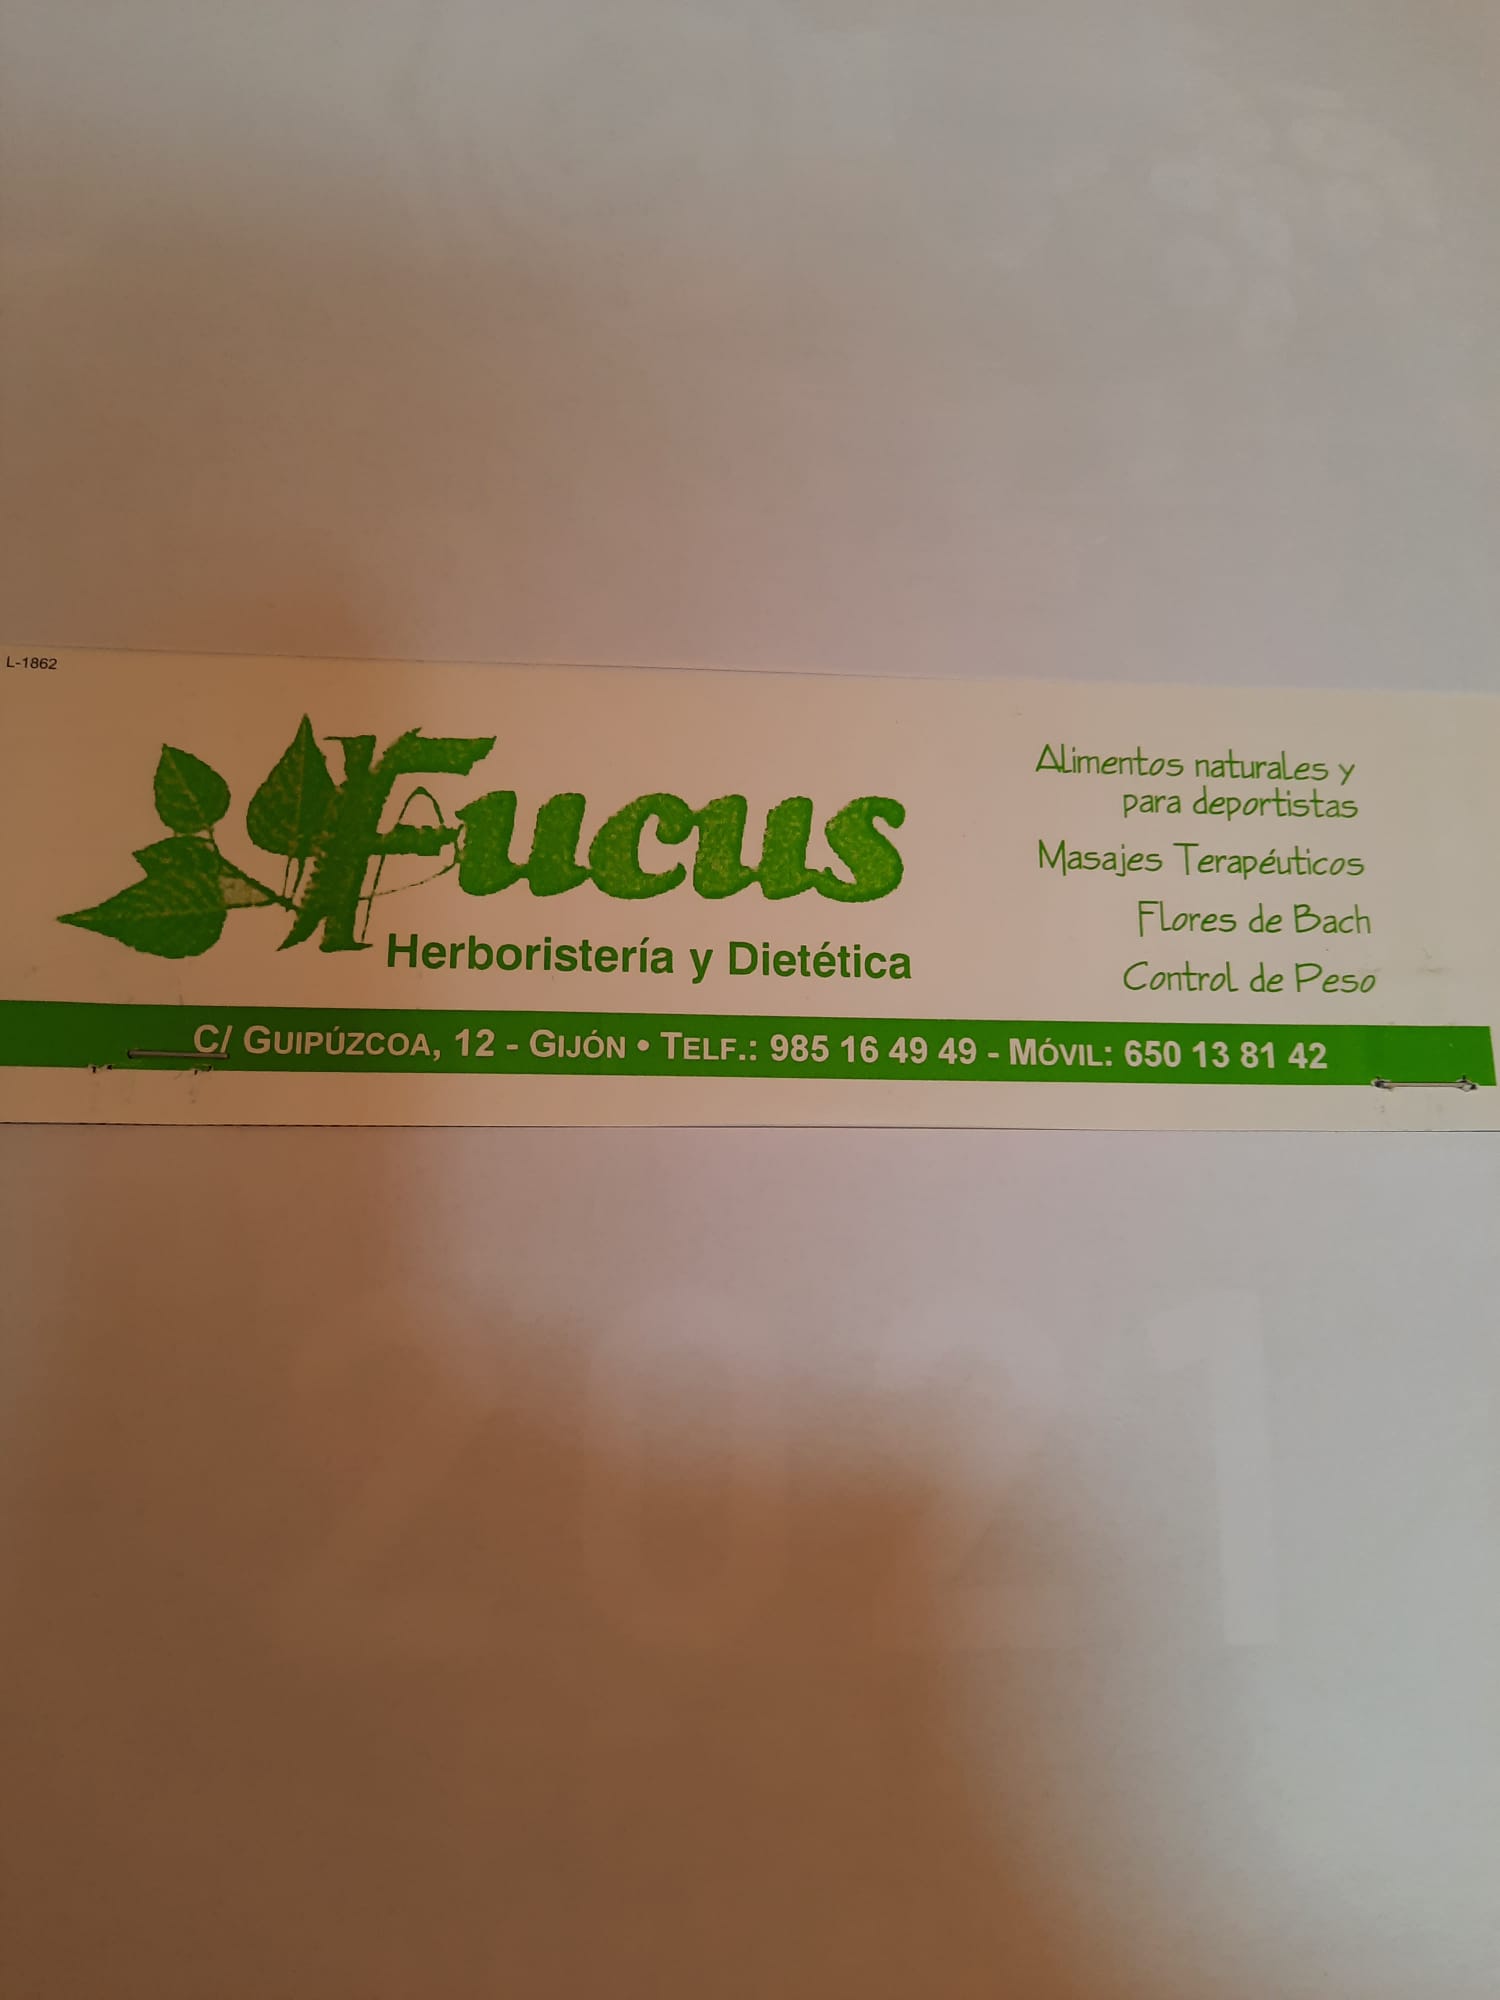 L-1862
Fucus
Herboristería y Dietética
Alimentos naturales y
para deportistas
Masajes Terapéuticos
Flores de Bach
Control de Peso
C/ GUIPÚZCOA, 12 - GIJÓN • TELF.: 985 16 49 49 - MÓVIL: 650 13 81 42
2021